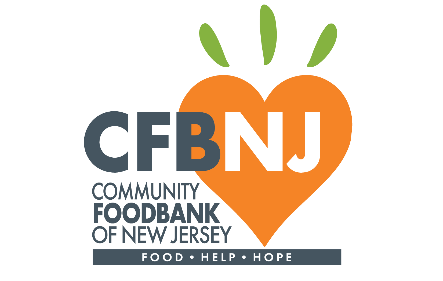 CFBNJ
COMMUNITY
FOODBANK
OF NEW JERSEY
FOOD • HELP • HOPE